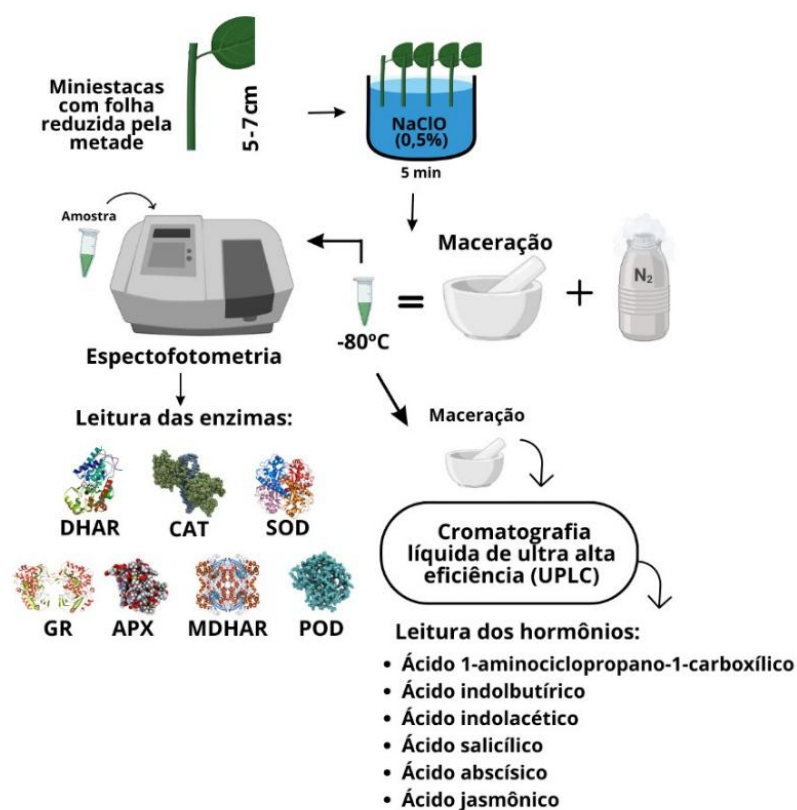 Miniestacas
com folha
reduzida pela
metade
5-7 cm
NaClO
(0,5%)
5 min
Amostra
Maceração
N2
-80ºC
=
+
Espectofotometria
Leitura das enzimas:
DHAR
CAT
SOD
GR
APX
MDHAR
POD
Maceração
Cromatografia
líquida de ultra alta
eficiência (UPLC)
Leitura dos hormônios:
• Ácido 1-aminociclopropano-1-carboxílico
• Ácido indolbutírico
• Ácido indolacético
• Ácido salicílico
• Ácido abscísico
• Ácido jasmônico